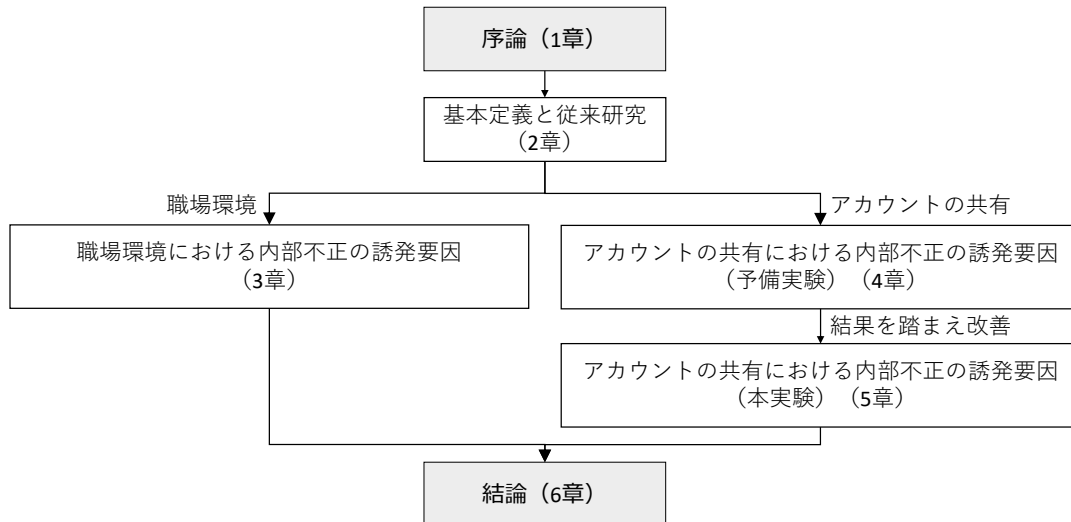 序論（1章）
基本定義と従来研究
（2章）
職場環境
アカウントの共有
職場環境における内部不正の誘発要因
（3章）
アカウントの共有における内部不正の誘発要因
（予備実験）（4章）
結果を踏まえ改善
アカウントの共有における内部不正の誘発要因
（本実験）（5章）
結論（6章）